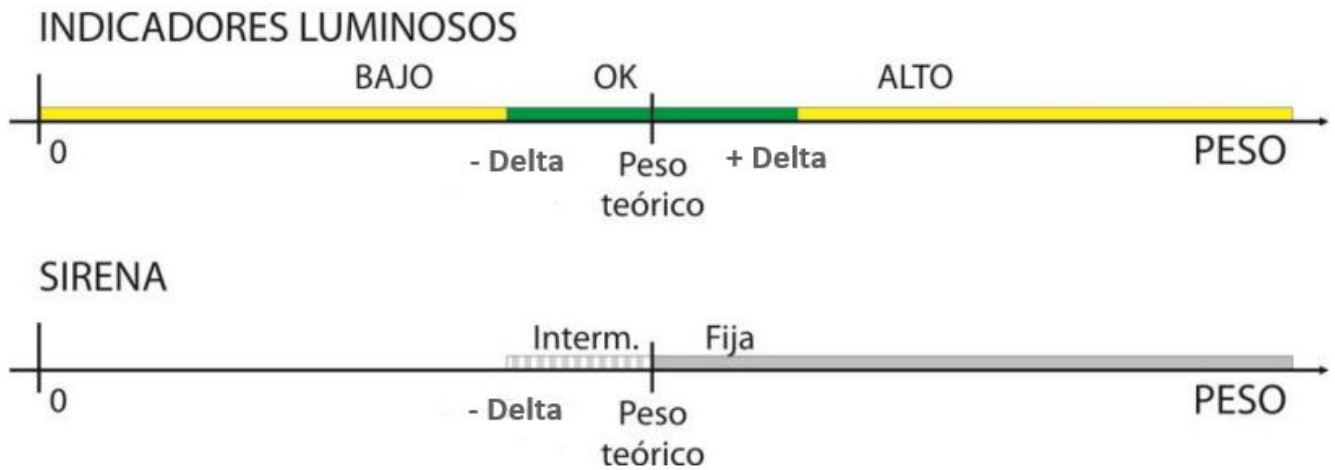 INDICADORES LUMINOSOS
BAJO OK ALTO
0 - Delta Peso teórico + Delta PESO
SIRENA
Interm. Fija
0 - Delta Peso teórico PESO